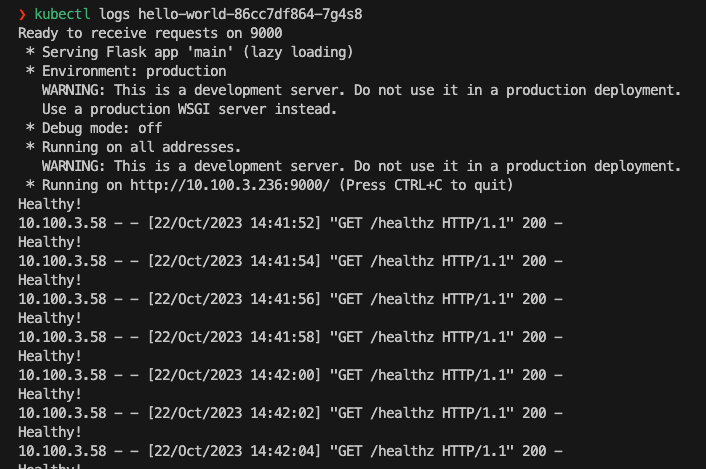 ❯ kubectl logs hello-world-86cc7df864-7g4s8
Ready to receive requests on 9000
 * Serving Flask app 'main' (lazy loading)
 * Environment: production
   WARNING: This is a development server. Do not use it in a production deployment.
   Use a production WSGI server instead.
 * Debug mode: off
 * Running on all addresses.
   WARNING: This is a development server. Do not use it in a production deployment.
 * Running on http://10.100.3.236:9000/ (Press CTRL+C to quit)
Healthy!
10.100.3.58 - - [22/Oct/2023 14:41:52] "GET /healthz HTTP/1.1" 200 -
Healthy!
10.100.3.58 - - [22/Oct/2023 14:41:54] "GET /healthz HTTP/1.1" 200 -
Healthy!
10.100.3.58 - - [22/Oct/2023 14:41:56] "GET /healthz HTTP/1.1" 200 -
Healthy!
10.100.3.58 - - [22/Oct/2023 14:41:58] "GET /healthz HTTP/1.1" 200 -
Healthy!
10.100.3.58 - - [22/Oct/2023 14:42:00] "GET /healthz HTTP/1.1" 200 -
Healthy!
10.100.3.58 - - [22/Oct/2023 14:42:02] "GET /healthz HTTP/1.1" 200 -
Healthy!
10.100.3.58 - - [22/Oct/2023 14:42:04] "GET /healthz HTTP/1.1" 200 -
Healthy!